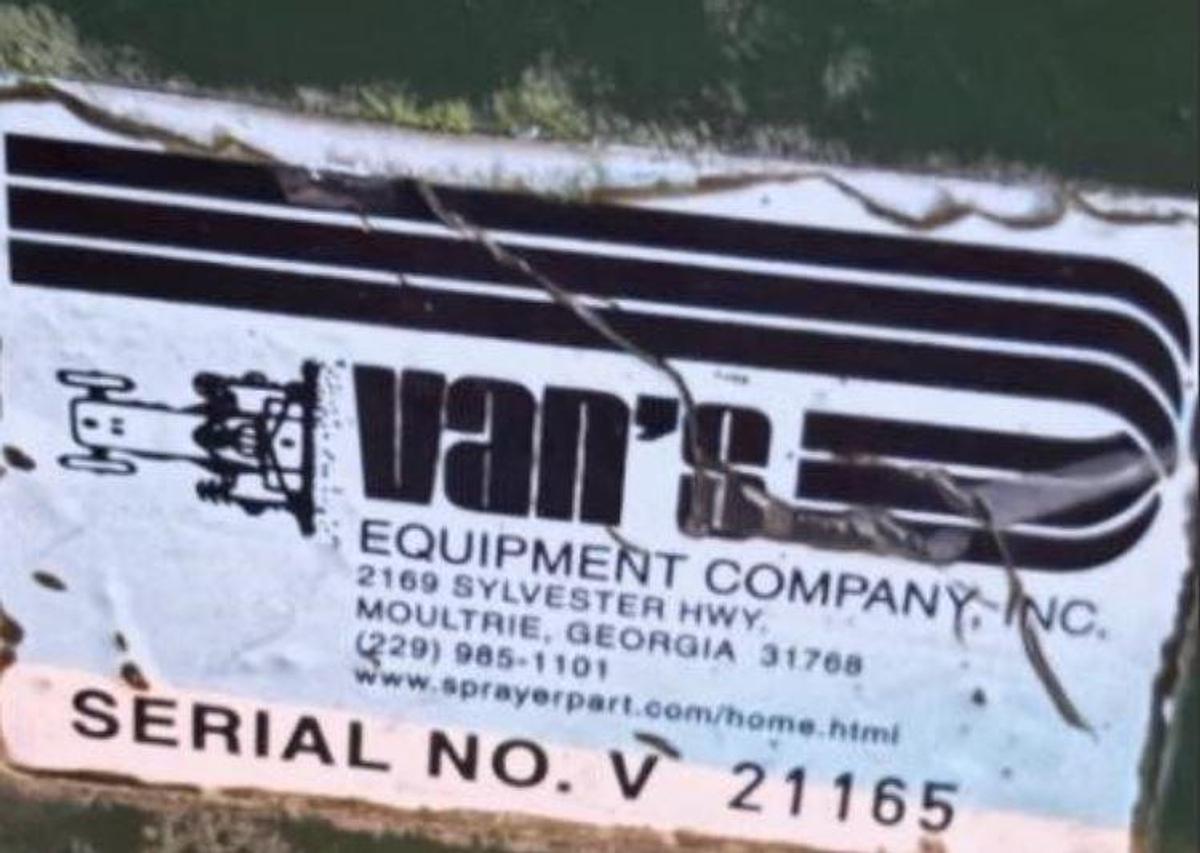 Van's
EQUIPMENT COMPANY, INC.
2169 SYLVESTER HWY.
MOULTRIE, GEORGIA 31768
(229) 985-1101
www.sprayerpart.com/home.html
SERIAL NO. V 21165